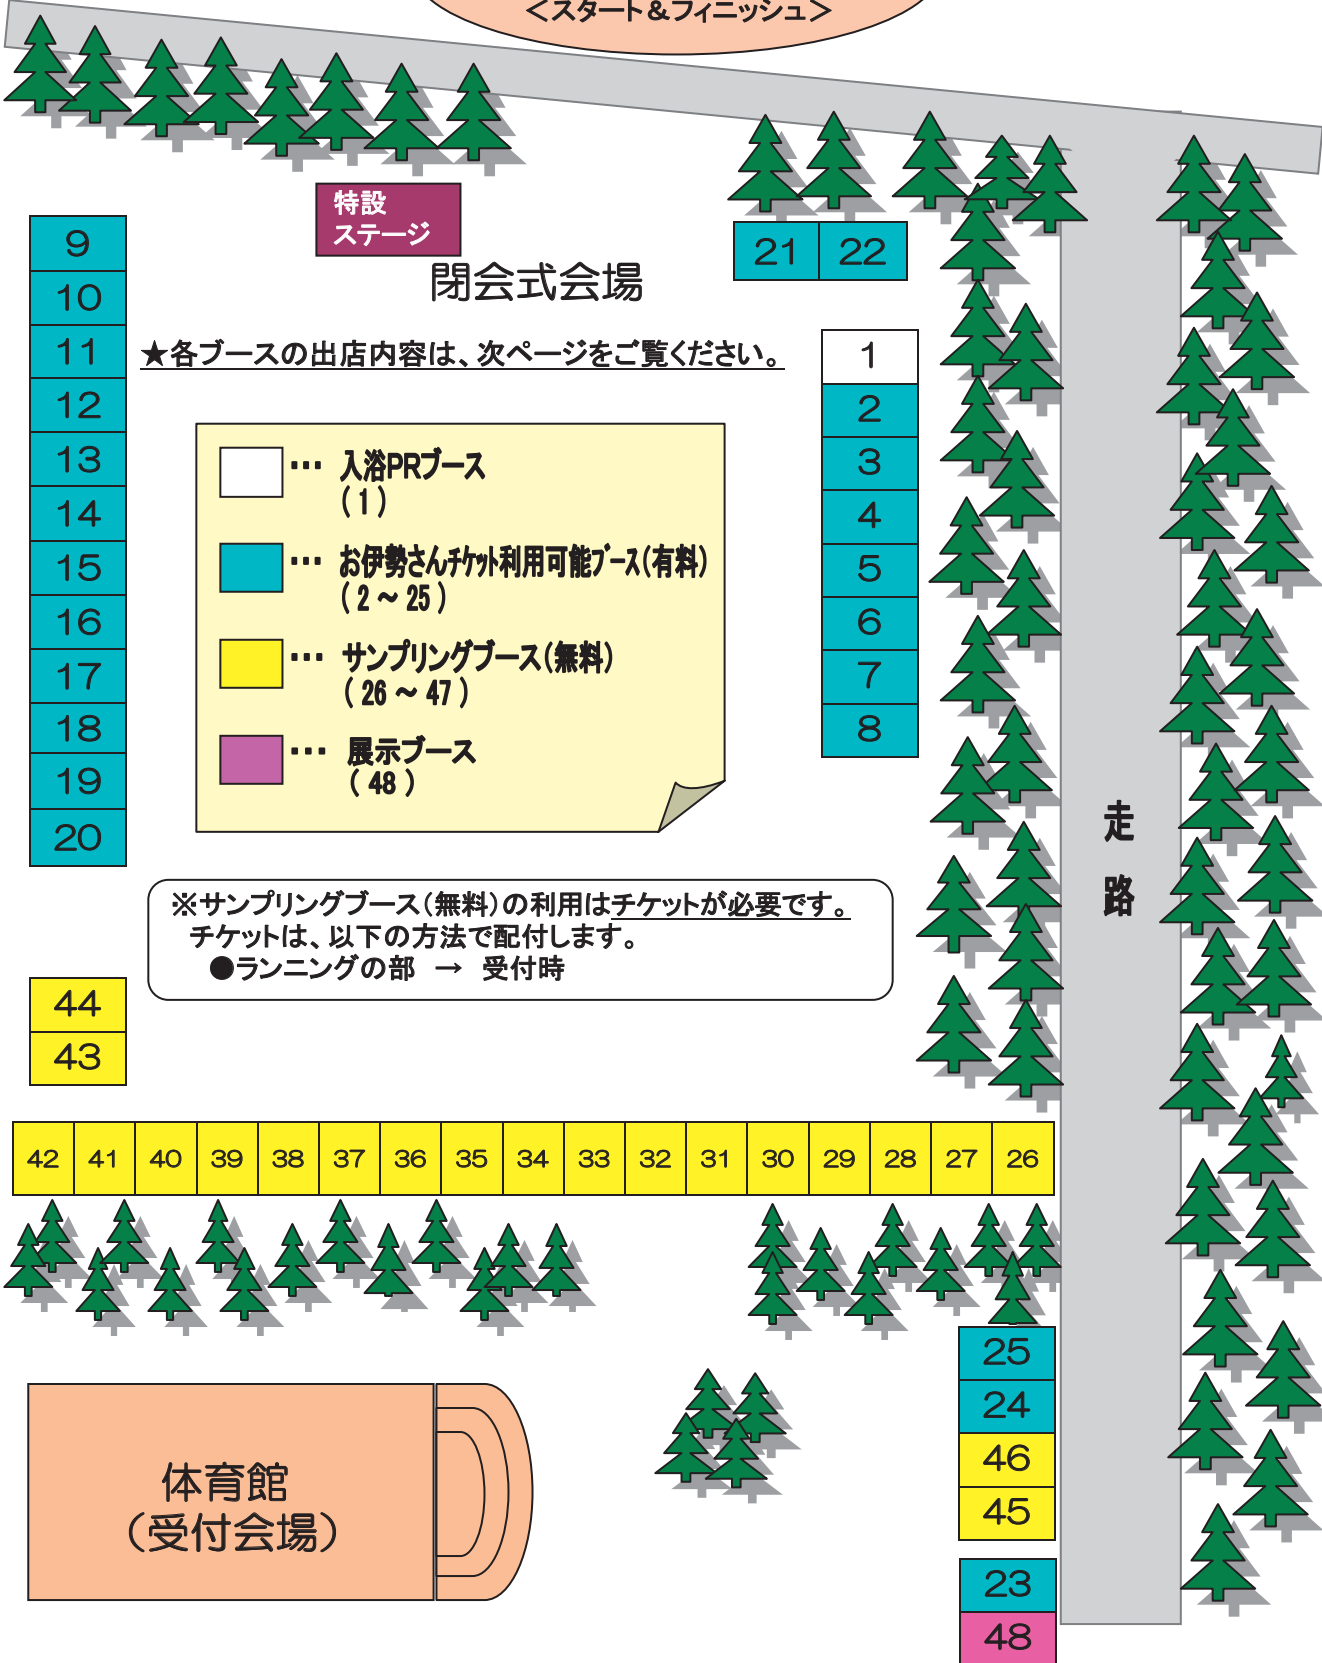 ＜スタート＆フィニッシュ＞
特設
ステージ
閉会式会場
9
10
11
12
13
14
15
16
17
18
19
20
21 22
★各ブースの出店内容は、次ページをご覧ください。
1
2
3
4
5
6
7
8
… 入浴PRブース
( 1 )
… お伊勢さんチケット利用可能ブース(有料)
( 2 ～ 25 )
… サンプリングブース(無料)
( 26 ～ 47 )
… 展示ブース
( 48 )
走
路
※サンプリングブース（無料）の利用はチケットが必要です。
チケットは、以下の方法で配付します。
●ランニングの部 → 受付時
44
43
42 41 40 39 38 37 36 35 34 33 32 31 30 29 28 27 26
25
24
46
45
23
48
体育館
（受付会場）